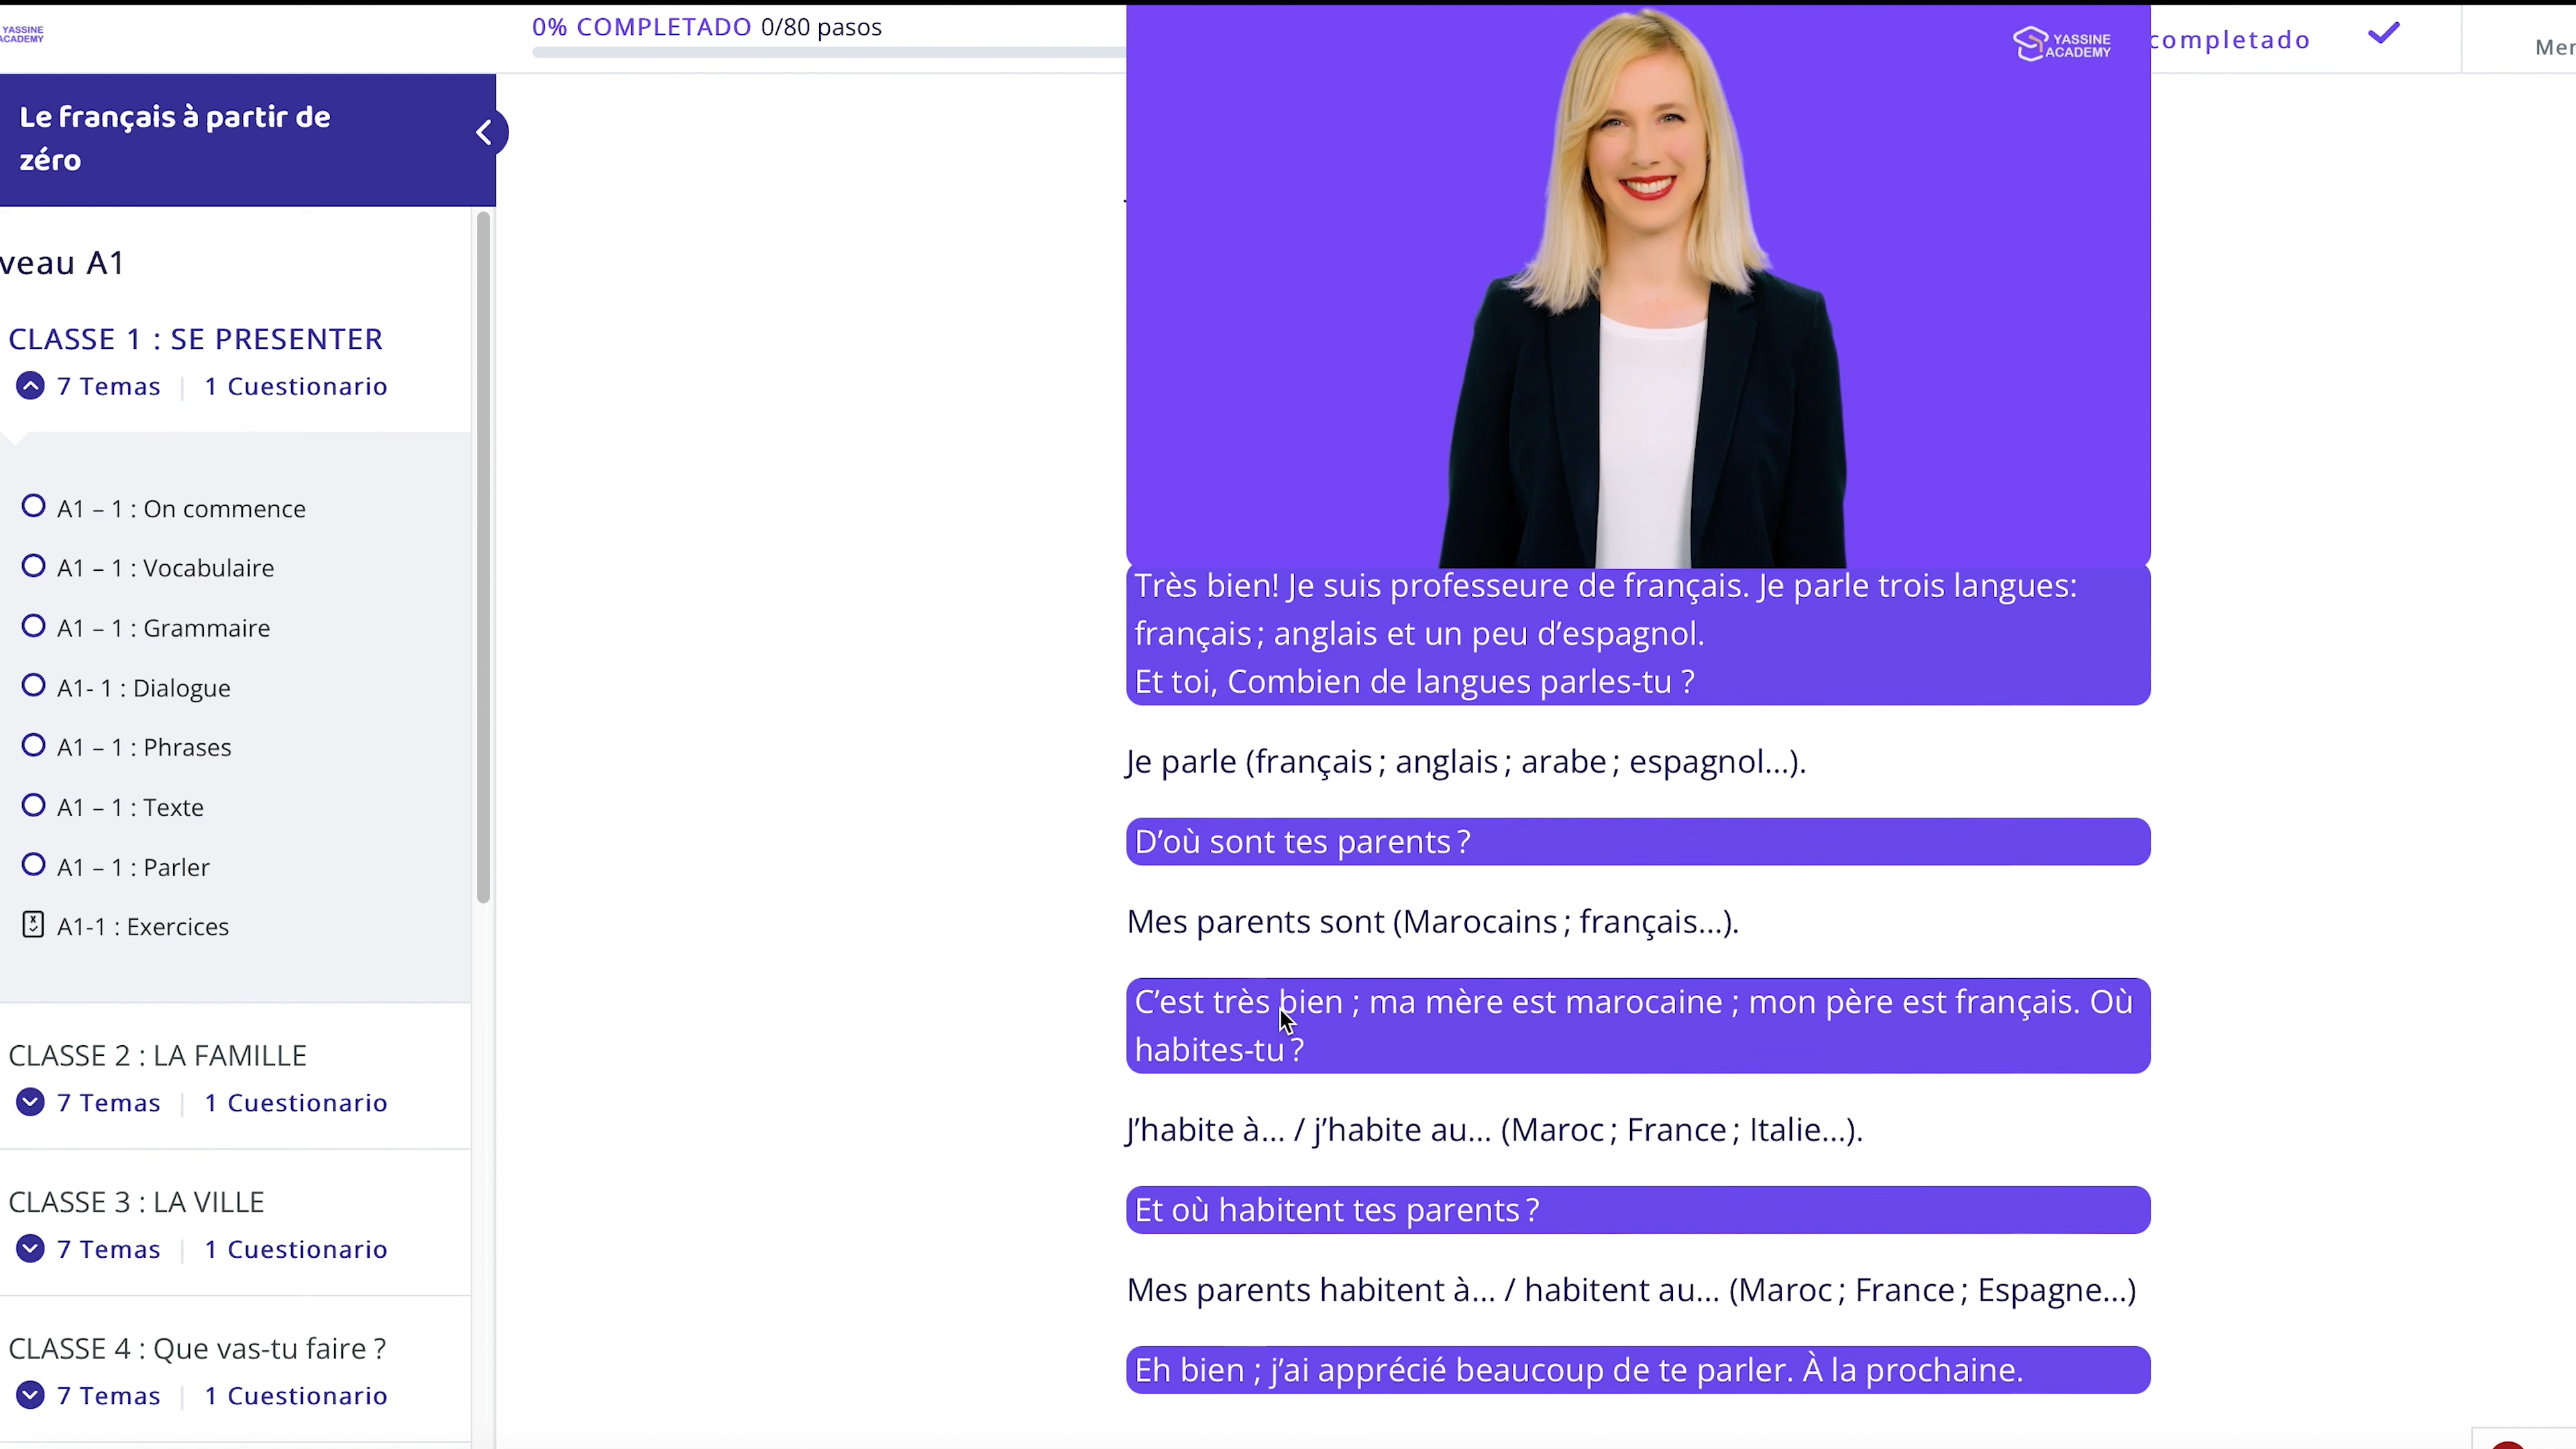 YASSINE
ACADEMY
0% COMPLETADO 0/80 pasos
YASSINE
ACADEMY
completado
Le français à partir de
zéro
veau A1
CLASSE 1 : SE PRESENTER
7 Temas | 1 Cuestionario
A1 – 1 : On commence
A1 – 1 : Vocabulaire
A1 – 1 : Grammaire
A1- 1 : Dialogue
A1 – 1 : Phrases
A1 – 1 : Texte
A1 – 1 : Parler
A1-1 : Exercices
CLASSE 2 : LA FAMILLE
7 Temas | 1 Cuestionario
CLASSE 3 : LA VILLE
7 Temas | 1 Cuestionario
CLASSE 4 : Que vas-tu faire ?
7 Temas | 1 Cuestionario
Très bien! Je suis professeure de français. Je parle trois langues:
français ; anglais et un peu d’espagnol.
Et toi, Combien de langues parles-tu ?
Je parle (français ; anglais ; arabe ; espagnol…).
D’où sont tes parents ?
Mes parents sont (Marocains ; français…).
C’est très bien ; ma mère est marocaine ; mon père est français. Où
habites-tu ?
J’habite à… / j’habite au… (Maroc ; France ; Italie…).
Et où habitent tes parents ?
Mes parents habitent à… / habitent au… (Maroc ; France ; Espagne…)
Eh bien ; j’ai apprécié beaucoup de te parler. À la prochaine.